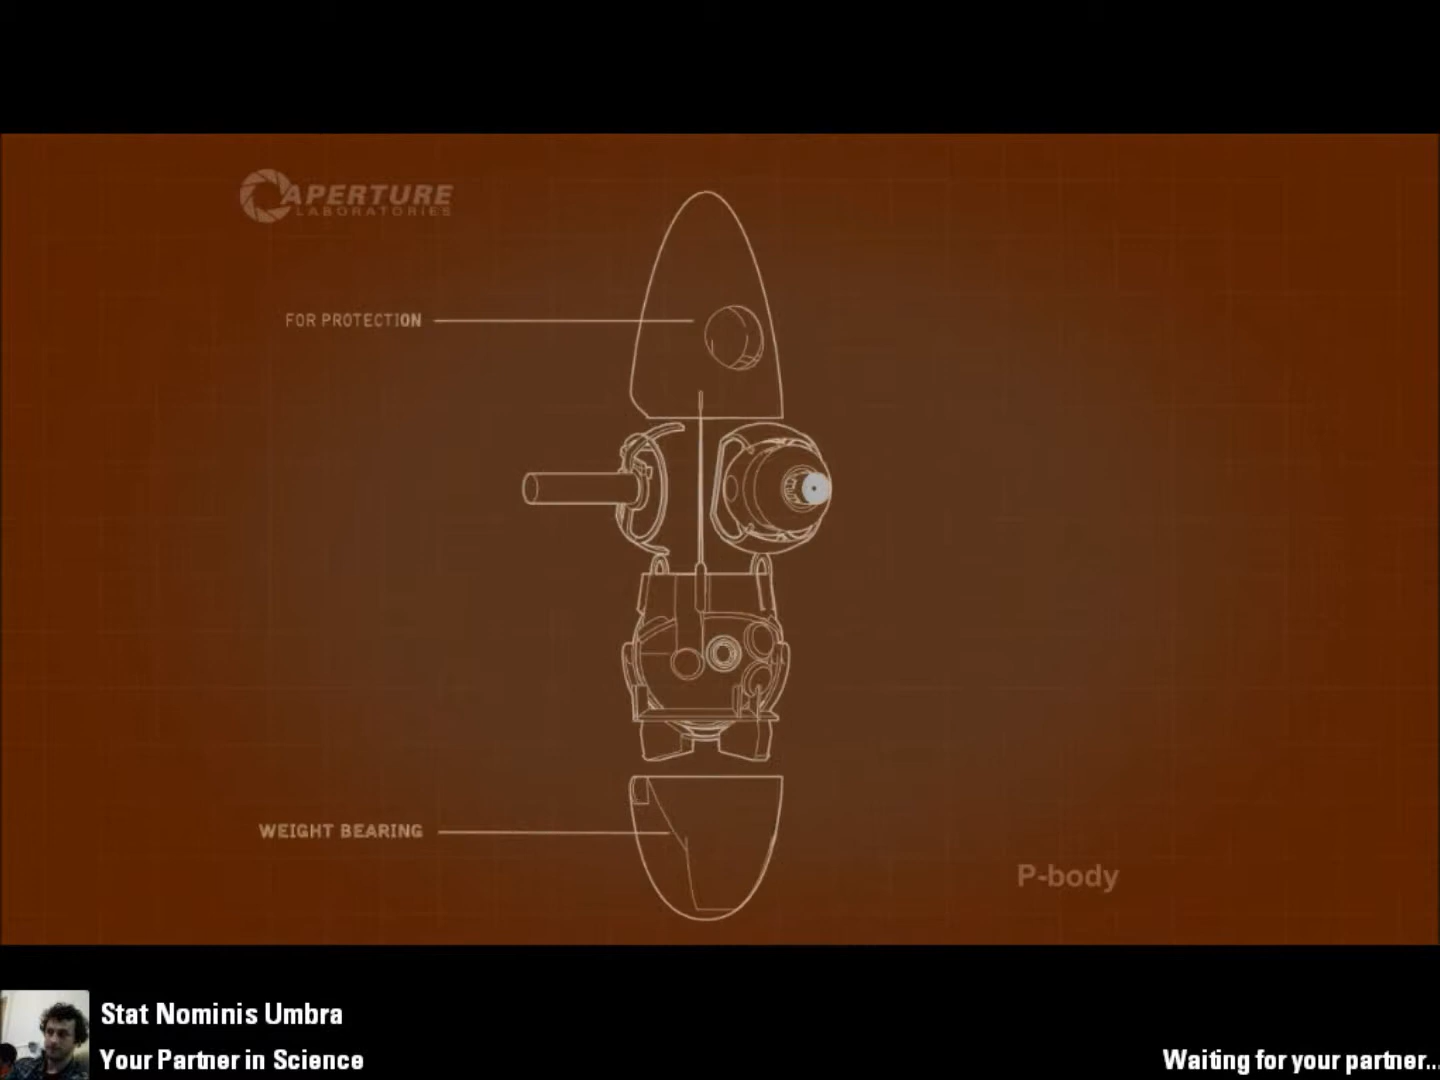 APERTURE
LABORATORIES
FOR PROTECTION
WEIGHT BEARING
P-body
Stat Nominis Umbra
Your Partner in Science
Waiting for your partner...